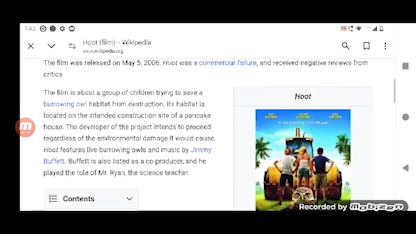 7:42
Hoot (film) - Wikipedia
en.m.wikipedia.org
The film was released on May 5, 2006. Hoot was a commercial failure, and received negative reviews from
critics.
The film is about a group of children trying to save a
burrowing owl habitat from destruction. Its habitat is
located on the intended construction site of a pancake
house. The developer of the project intends to proceed
regardless of the environmental damage it would cause.
Hoot features live burrowing owls and music by Jimmy
Buffett. Buffett is also listed as a co-producer, and he
played the role of Mr. Ryan, the science teacher.
Hoot
Contents
Recorded by Mobizen